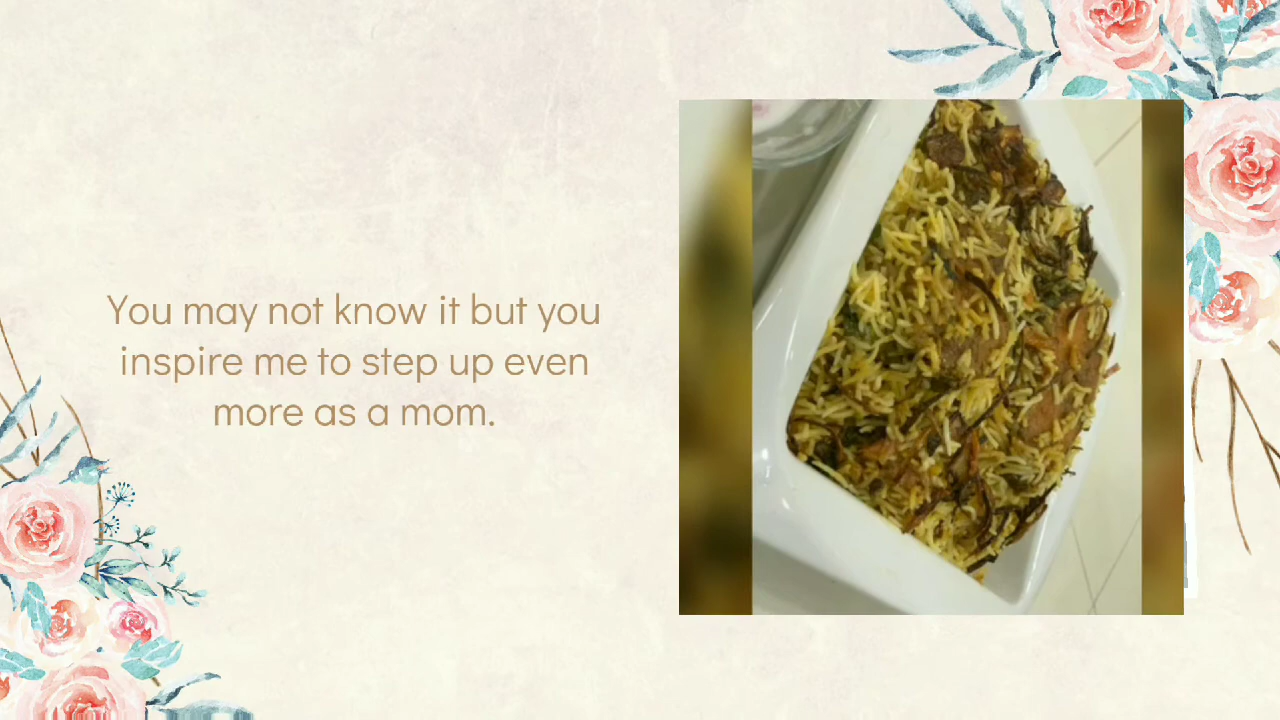 You may not know it but you
inspire me to step up even
more as a mom.